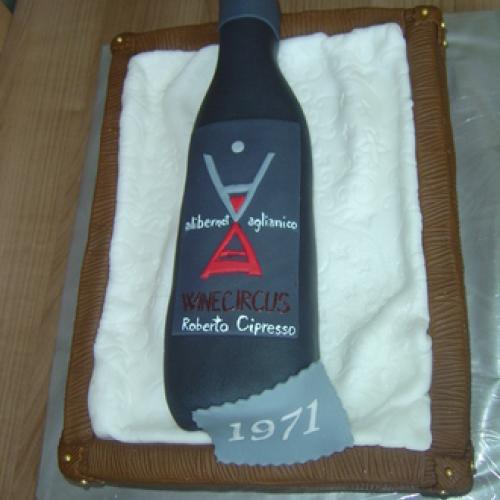 alibernet aglianico
WINECIRCUS
Roberto Cipresso
1971